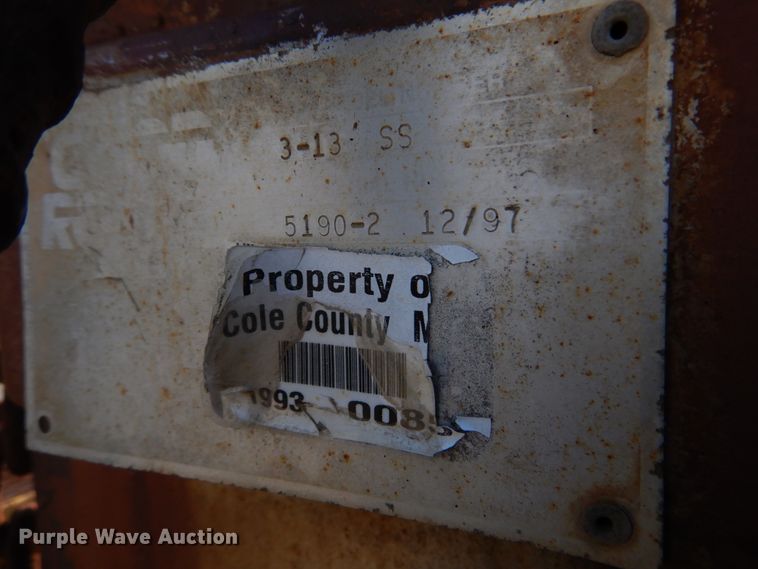 3-13' SS
5190-2 12/97
Property o
Cole County M
1993 0085
Purple Wave Auction